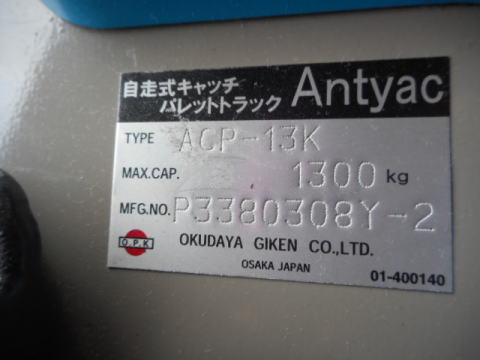 自走式キャッチ
パレットトラック Antyac
TYPE ACP-13K
MAX.CAP. 1300 kg
MFG.NO. P3380308Y-2
O.P.K OKUDAYA GIKEN CO.,LTD.
OSAKA JAPAN
01-400140